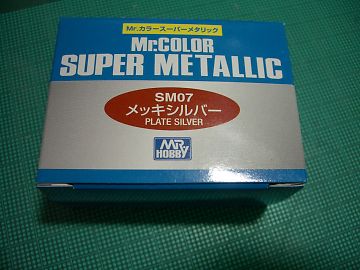 Mr.カラースーパーメタリック
Mr.COLOR
SUPER METALLIC
SM07
メッキシルバー
PLATE SILVER
MR
HOBBY